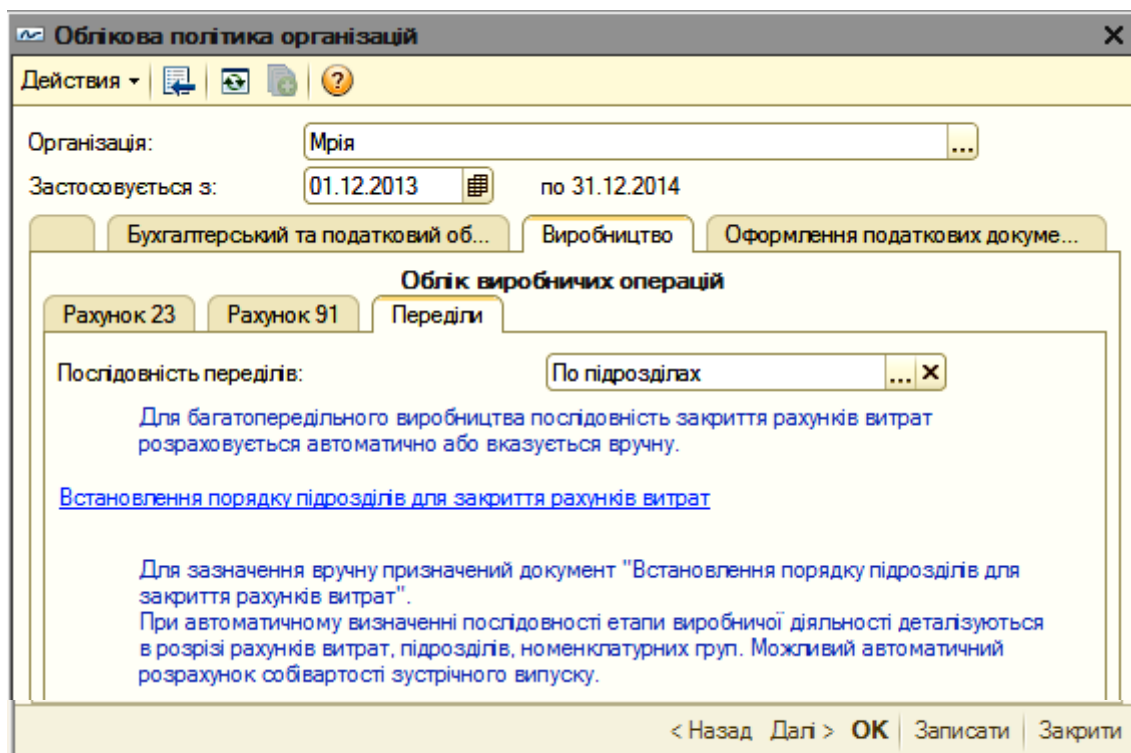 Облікова політика організацій
Действия
Організація: Мрія ...
Застосовується з: 01.12.2013 по 31.12.2014
Бухгалтерський та податковий об... Виробництво Оформлення податкових докуме...
Облік виробничих операцій
Рахунок 23 Рахунок 91 Переділи
Послідовність переділів: По підрозділах ...
Для багатопередільного виробництва послідовність закриття рахунків витрат
розраховується автоматично або вказується вручну.
Встановлення порядку підрозділів для закриття рахунків витрат
Для зазначення вручну призначений документ "Встановлення порядку підрозділів для
закриття рахунків витрат".
При автоматичному визначенні послідовності етапи виробничої діяльності деталізуються
в розрізі рахунків витрат, підрозділів, номенклатурних груп. Можливий автоматичний
розрахунок собівартості зустрічного випуску.
< Назад Далі > OK Записати Закрити